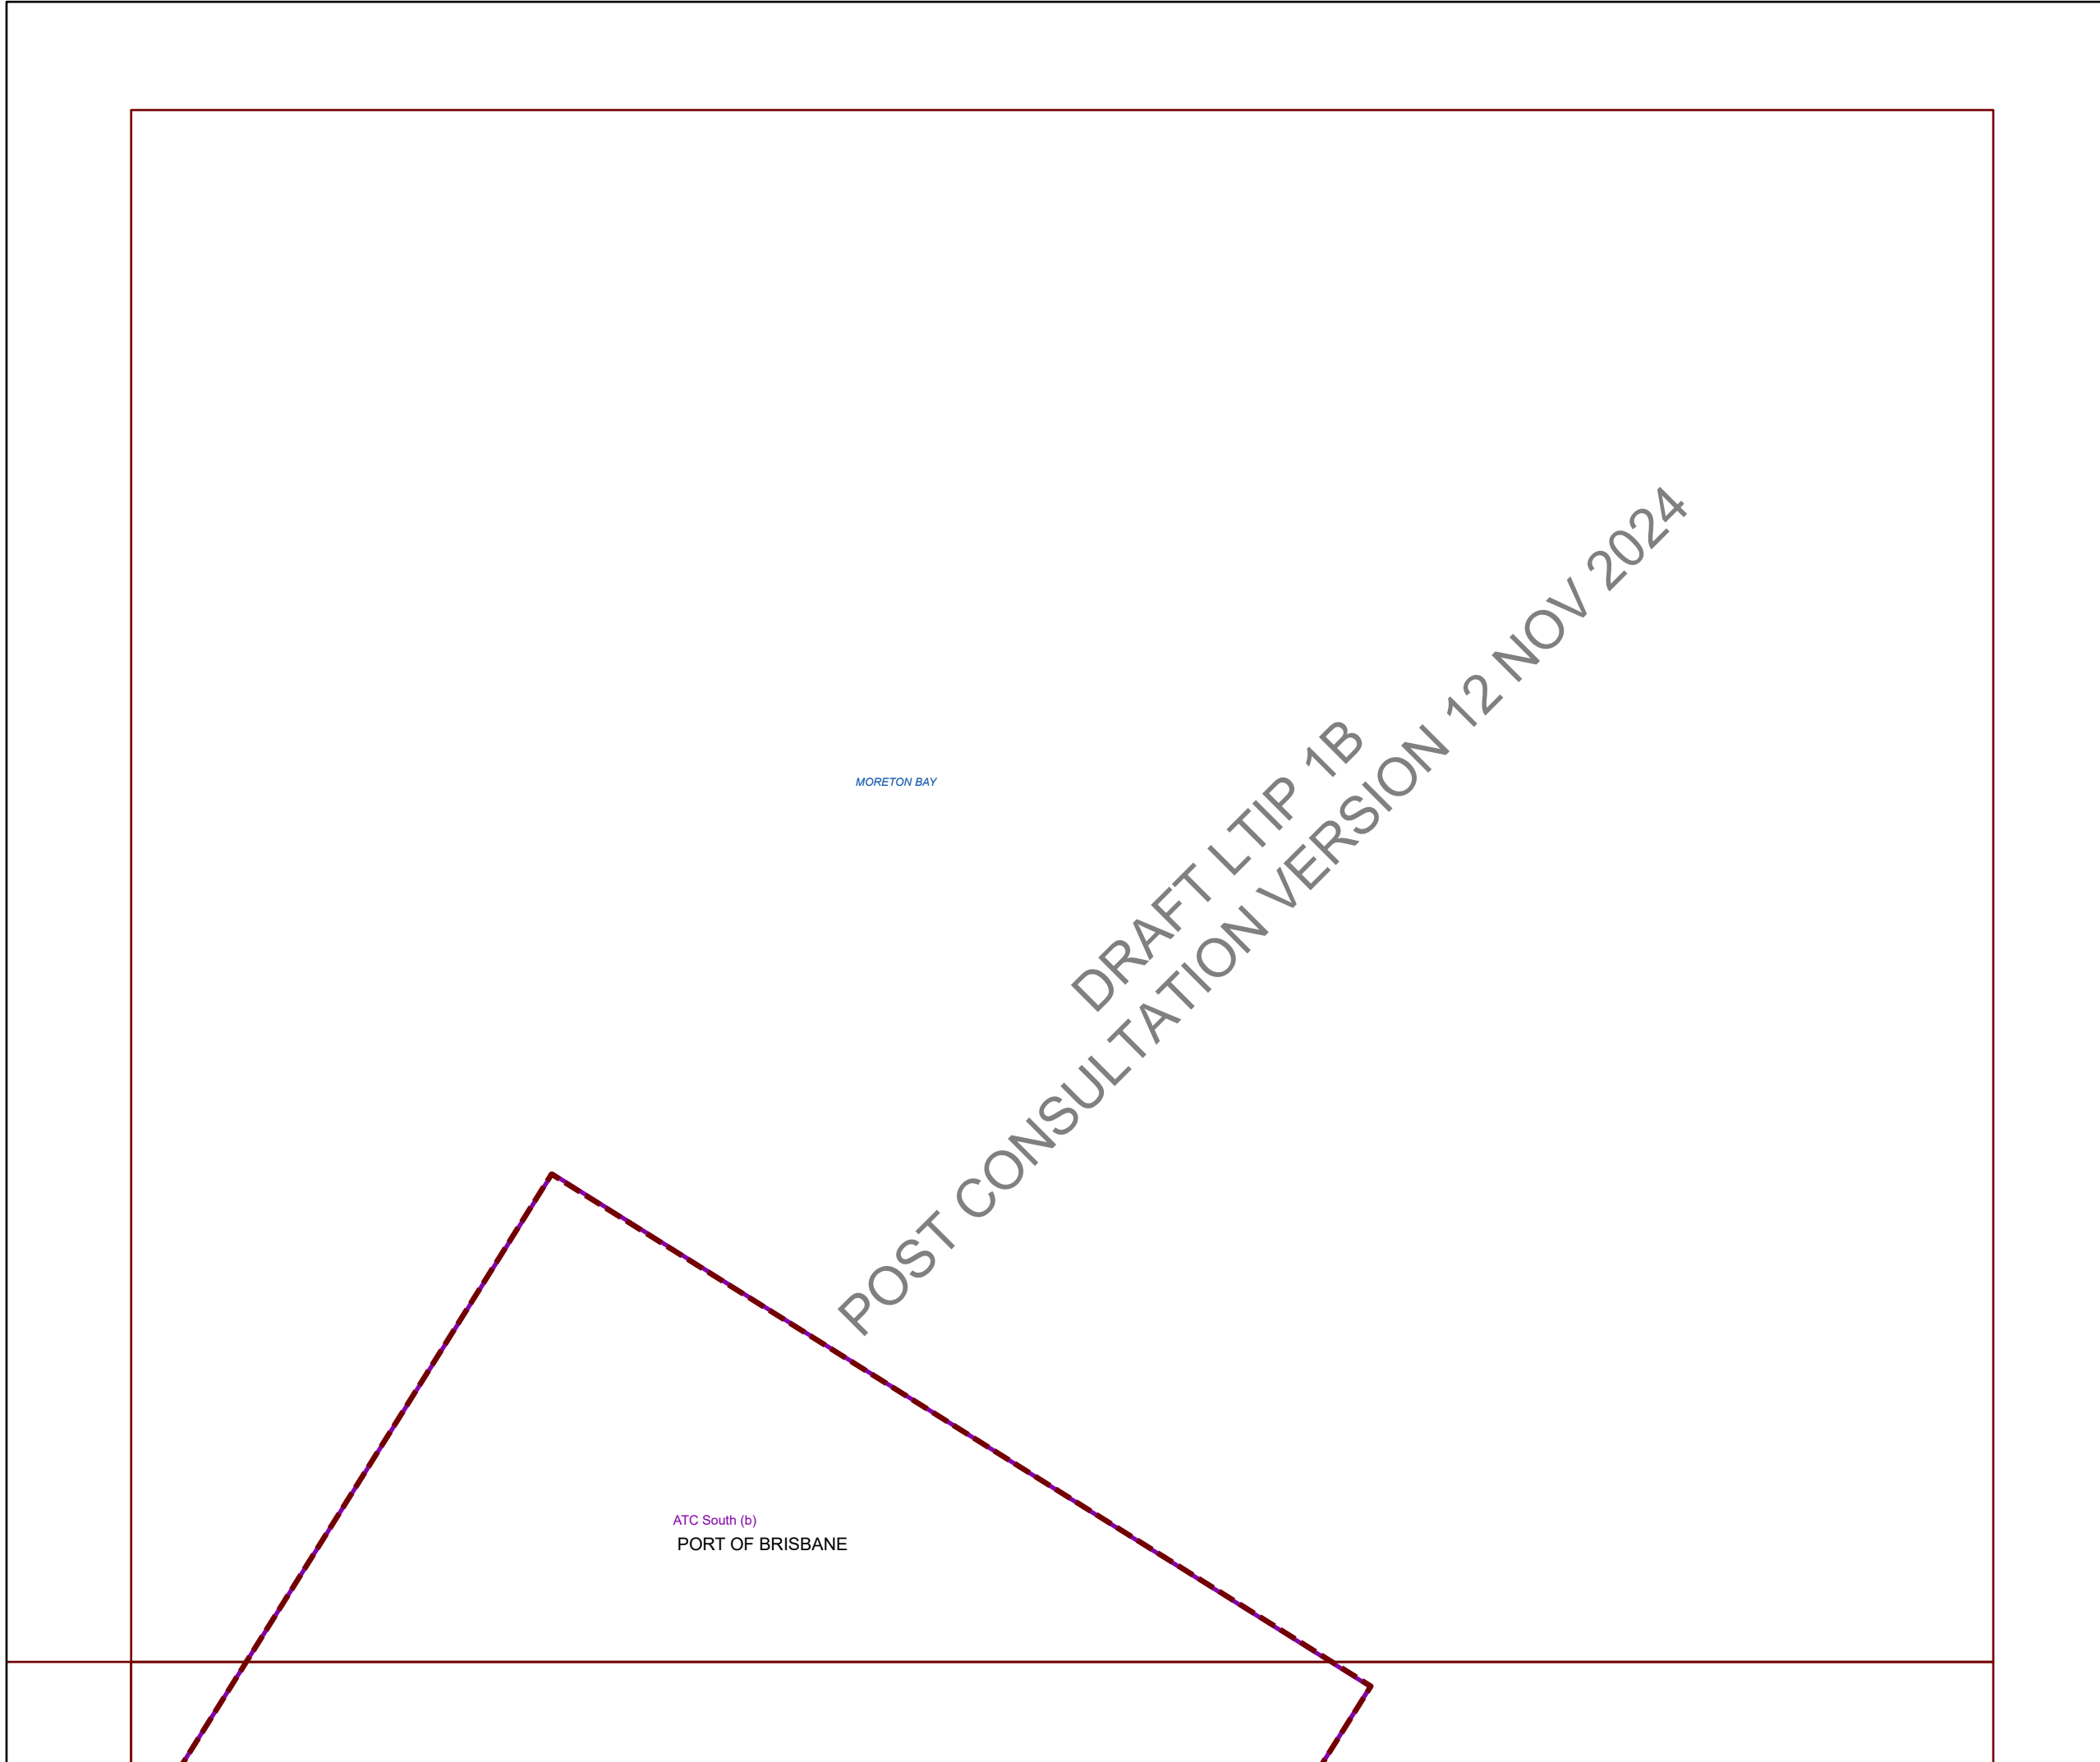 MORETON BAY
DRAFT LTIP 1B
POST CONSULTATION VERSION 12 NOV 2024
ATC South (b)
PORT OF BRISBANE